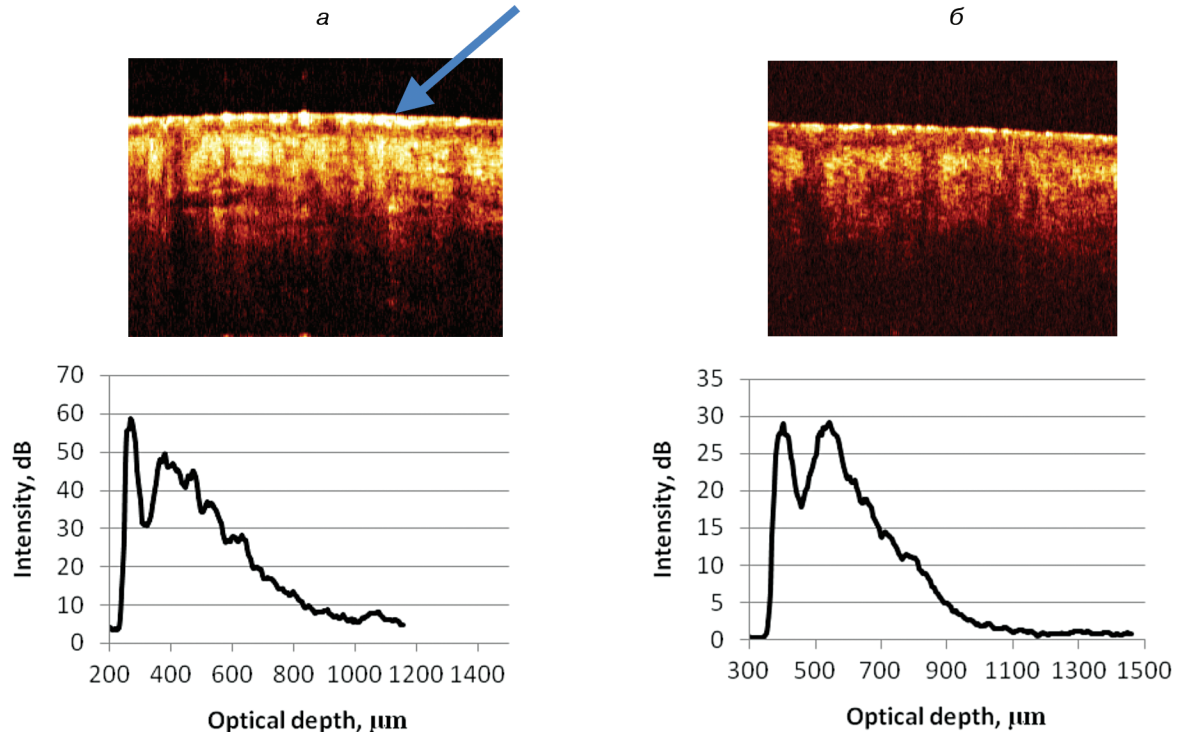 а
б
70
60
50
40
30
20
10
0
Intensity, dB
200 400 600 800 1000 1200 1400
Optical depth, μm
35
30
25
20
15
10
5
0
Intensity, dB
300 500 700 900 1100 1300 1500
Optical depth, μm